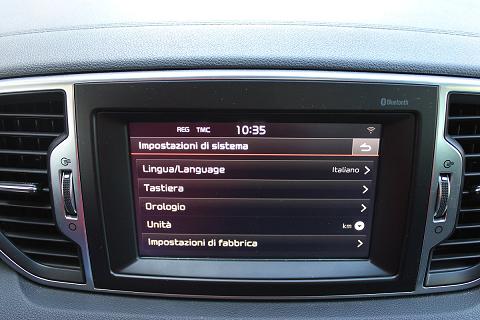 Bluetooth
REG TMC 10:35
Impostazioni di sistema
Lingua/Language Italiano
Tastiera
Orologio
Unità km
Impostazioni di fabbrica